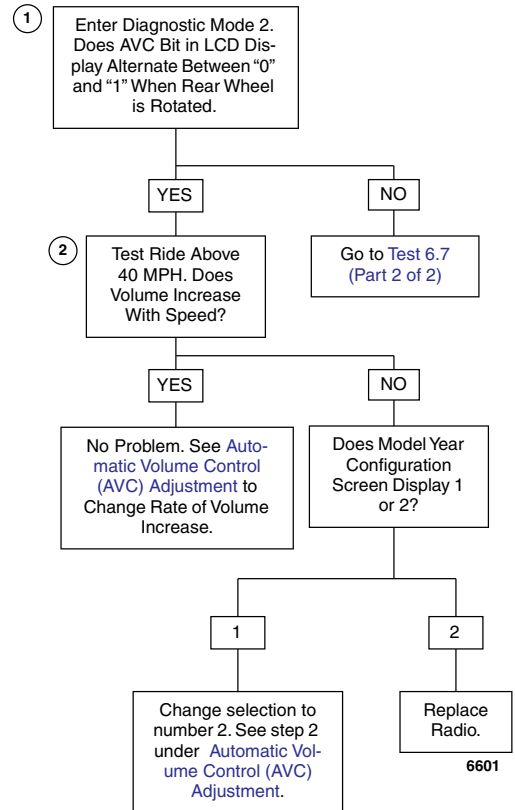 1
Enter Diagnostic Mode 2.
Does AVC Bit in LCD Dis-
play Alternate Between “0”
and “1” When Rear Wheel
is Rotated.
YES
NO
2
Test Ride Above
40 MPH. Does
Volume Increase
With Speed?
Go to Test 6.7
(Part 2 of 2)
YES
NO
No Problem. See Auto-
matic Volume Control
(AVC) Adjustment to
Change Rate of Volume
Increase.
Does Model Year
Configuration
Screen Display 1
or 2?
1
2
Change selection to
number 2. See step 2
under Automatic Vol-
ume Control (AVC)
Adjustment.
Replace
Radio.
6601